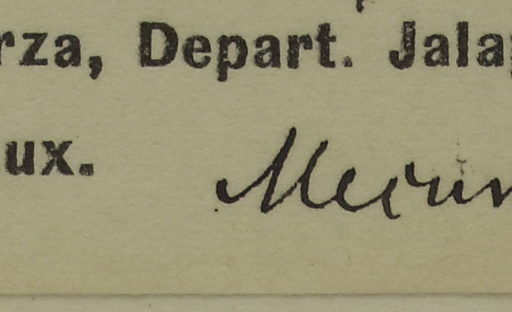 rza, Depart. Jala
ux.